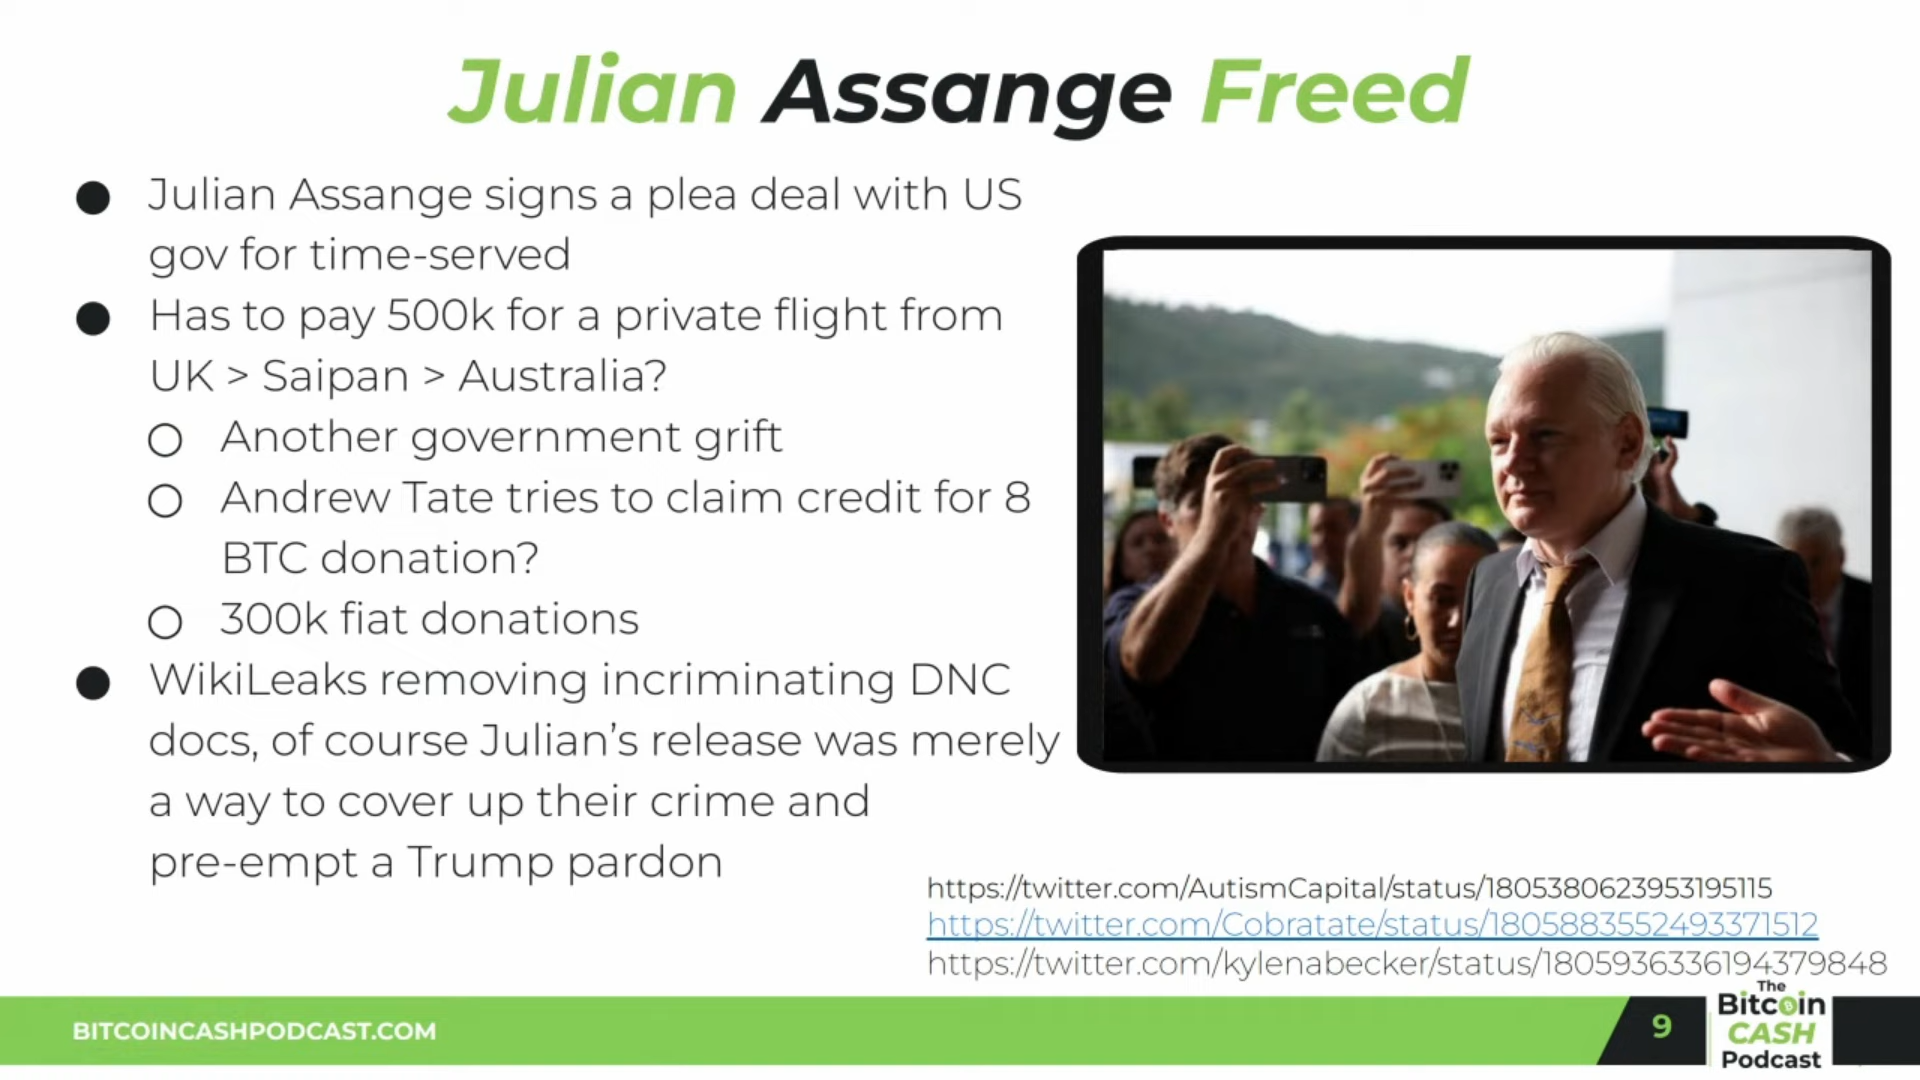 Julian Assange Freed
● Julian Assange signs a plea deal with US
gov for time-served
● Has to pay 500k for a private flight from
UK > Saipan > Australia?
○ Another government grift
○ Andrew Tate tries to claim credit for 8
BTC donation?
○ 300k fiat donations
● WikiLeaks removing incriminating DNC
docs, of course Julian’s release was merely
a way to cover up their crime and
pre-empt a Trump pardon
https://twitter.com/AutismCapital/status/1805380623953195115
https://twitter.com/Cobratate/status/1805883552493371512
https://twitter.com/kylenabecker/status/1805936336194379848
BITCOINCASHPODCAST.COM
9
The
Bitcoin
CASH
Podcast